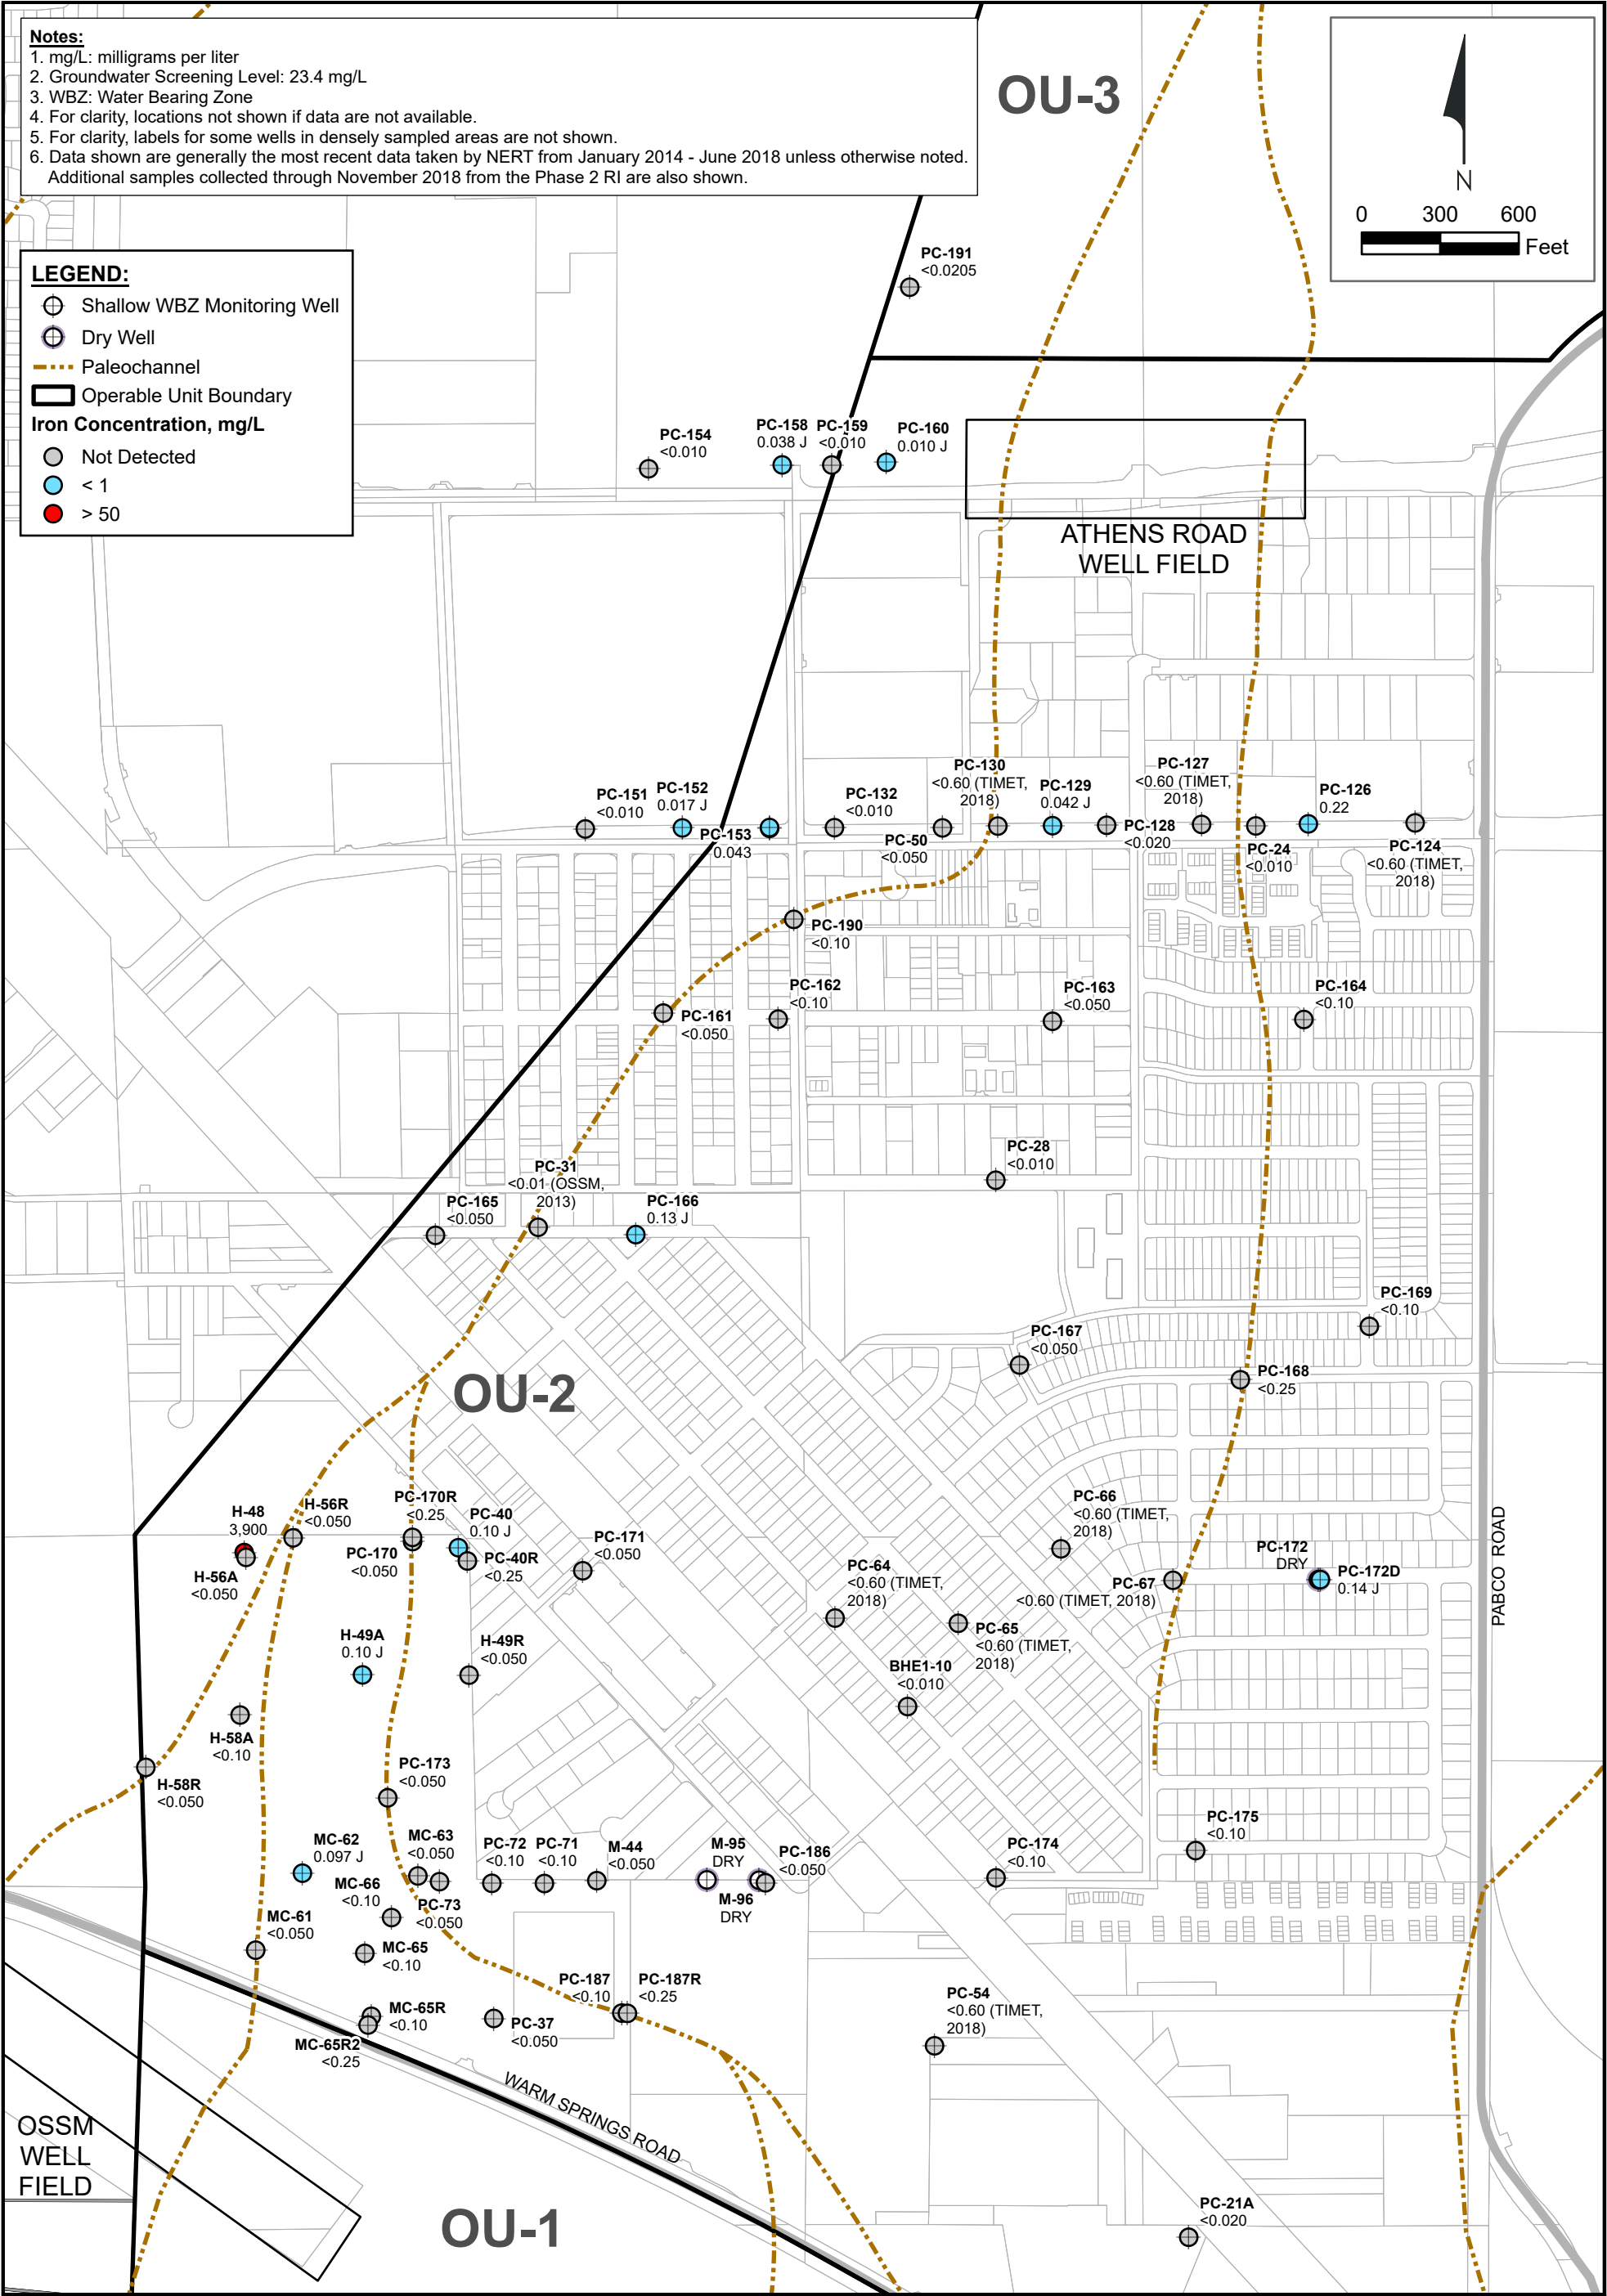 Notes:
1. mg/L: milligrams per liter
2. Groundwater Screening Level: 23.4 mg/L
3. WBZ: Water Bearing Zone
4. For clarity, locations not shown if data are not available.
5. For clarity, labels for some wells in densely sampled areas are not shown.
6. Data shown are generally the most recent data taken by NERT from January 2014 - June 2018 unless otherwise noted.
Additional samples collected through November 2018 from the Phase 2 RI are also shown.
OU-3
N
0 300 600
Feet
LEGEND:
Shallow WBZ Monitoring Well
Dry Well
Paleochannel
Operable Unit Boundary
Iron Concentration, mg/L
Not Detected
< 1
> 50
PC-191
<0.0205
PC-154
<0.010
PC-158
0.038 J
PC-159
<0.010
PC-160
0.010 J
ATHENS ROAD
WELL FIELD
PC-151
<0.010
PC-152
0.017 J
PC-153
0.043
PC-132
<0.010
PC-50
<0.050
PC-130
<0.60 (TIMET,
2018)
PC-129
0.042 J
PC-128
<0.020
PC-127
<0.60 (TIMET,
2018)
PC-24
<0.010
PC-126
0.22
PC-124
<0.60 (TIMET,
2018)
PC-190
<0.10
PC-162
<0.10
PC-161
<0.050
PC-163
<0.050
PC-164
<0.10
PC-28
<0.010
PC-31
<0.01 (OSSM,
2013)
PC-165
<0.050
PC-166
0.13 J
PC-169
<0.10
PC-167
<0.050
PC-168
<0.25
OU-2
H-48
3,900
H-56R
<0.050
H-56A
<0.050
PC-170R
<0.25
PC-170
<0.050
PC-40
0.10 J
PC-40R
<0.25
PC-171
<0.050
PC-66
<0.60 (TIMET,
2018)
PC-64
<0.60 (TIMET,
2018)
PC-67
<0.60 (TIMET, 2018)
PC-172
DRY
PC-172D
0.14 J
PABCO ROAD
PC-65
<0.60 (TIMET,
2018)
H-49A
0.10 J
H-49R
<0.050
BHE1-10
<0.010
H-58A
<0.10
H-58R
<0.050
PC-173
<0.050
PC-175
<0.10
MC-62
0.097 J
MC-63
<0.050
PC-72
<0.10
PC-71
<0.10
M-44
<0.050
M-95
DRY
PC-186
<0.050
M-96
DRY
PC-174
<0.10
MC-66
<0.10
PC-73
<0.050
MC-61
<0.050
MC-65
<0.10
PC-187
<0.10
PC-187R
<0.25
MC-65R
<0.10
MC-65R2
<0.25
PC-37
<0.050
PC-54
<0.60 (TIMET,
2018)
WARM SPRINGS ROAD
OSSM
WELL
FIELD
OU-1
PC-21A
<0.020